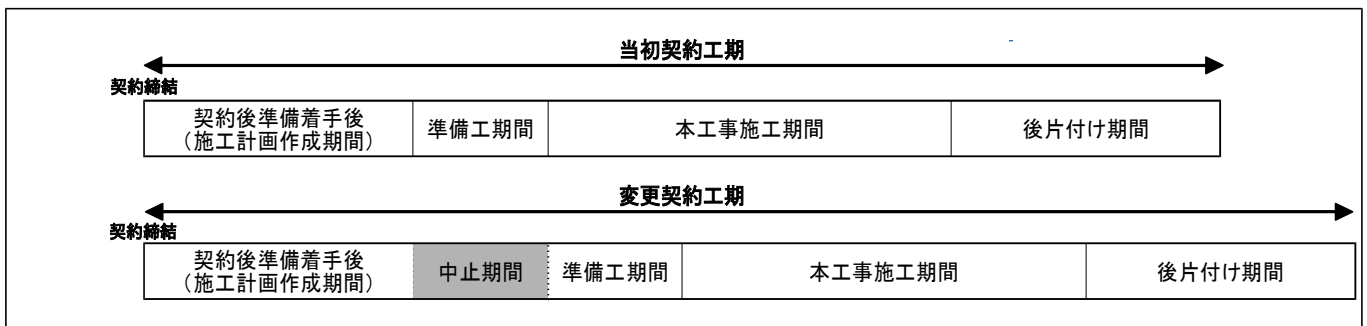 当初契約工期
契約締結
契約後準備着手後
(施工計画作成期間)
準備工期間
本工事施工期間
後片付け期間
変更契約工期
契約締結
契約後準備着手後
(施工計画作成期間)
中止期間
準備工期間
本工事施工期間
後片付け期間